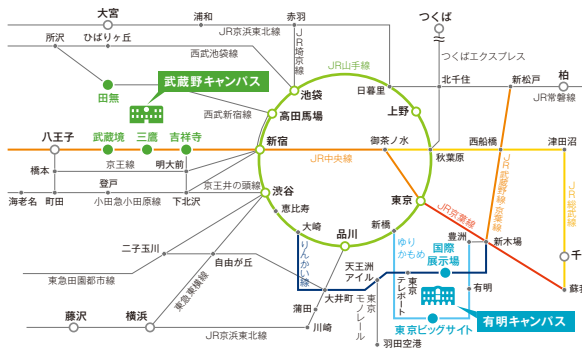 大宮
浦和
赤羽
つくば
JR京浜東北線
所沢
ひばりヶ丘
JR埼京線
西武池袋線
つくばエクスプレス
JR山手線
柏
武蔵野キャンパス
池袋
日暮里
北千住
新松戸
JR常磐線
田無
上野
西武新宿線
高田馬場
八王子
武蔵境
三鷹
吉祥寺
新宿
御茶ノ水
西船橋
津田沼
JR中央線
秋葉原
京王線
明大前
橋本
JR武蔵野線
京葉線
JR総武線
登戸
京王井の頭線
渋谷
東京
海老名
町田
小田急小田原線
下北沢
恵比寿
JR京葉線
大崎
新橋
品川
豊洲
新木場
二子玉川
りんかい線
ゆり
かもめ
国際
展示場
自由が丘
天王洲
アイル
千
東急田園都市線
東京
テレポート
有明
蘇我
大井町
東急東横線
東京
モノレール
蒲田
藤沢
横浜
川崎
東京ビッグサイト
有明キャンパス
JR京浜東北線
羽田空港